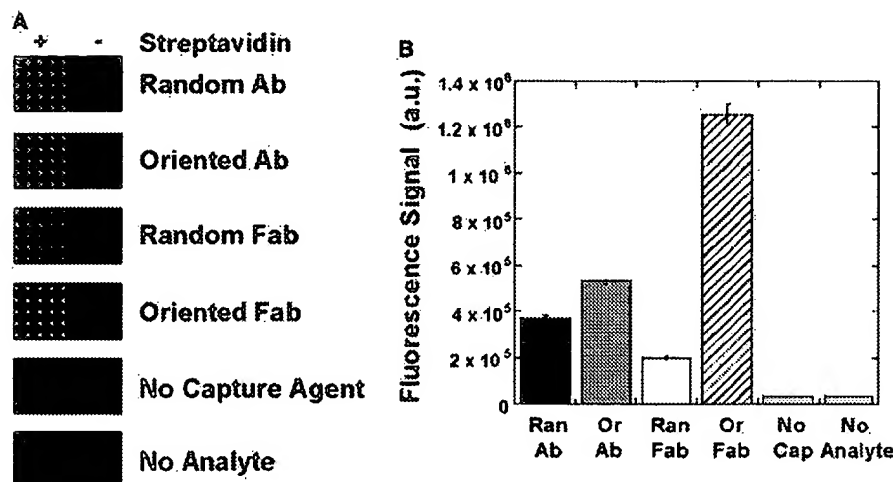 A
+ - Streptavidin
Random Ab
Oriented Ab
Random Fab
Oriented Fab
No Capture Agent
No Analyte
B
Fluorescence Signal (a.u.)
1.4 x 10⁶
1.2 x 10⁶
1 x 10⁶
8 x 10⁵
6 x 10⁵
4 x 10⁵
2 x 10⁵
0
Ran Or Ran Or No No
Ab Ab Fab Fab Cap Analyte